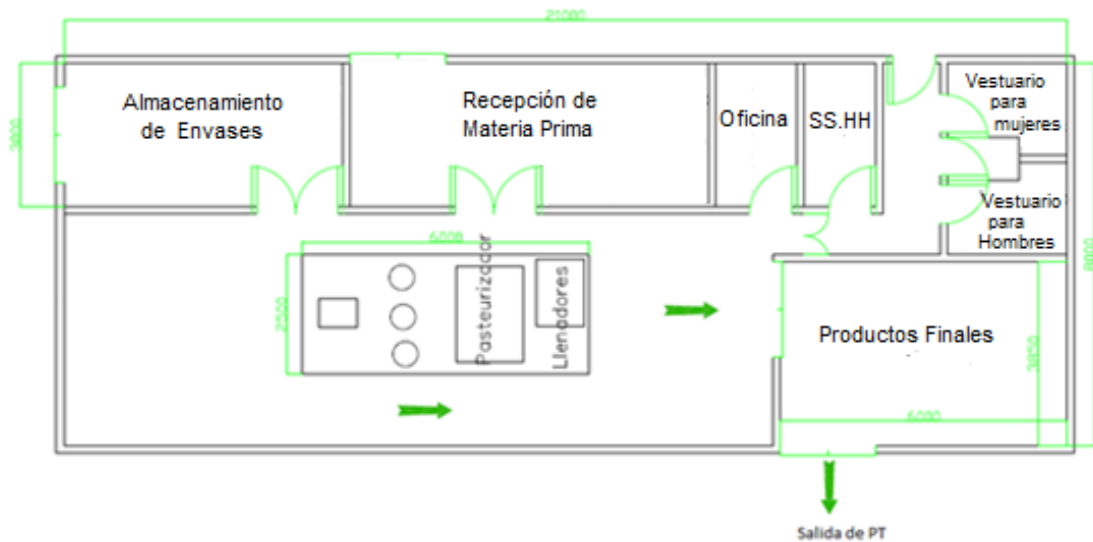 21000
Almacenamiento
de Envases
Recepción de
Materia Prima
Oficina
SS.HH
Vestuario
para
mujeres
3000
Vestuario
para
Hombres
6000
2500
Pasteurizador
Llenadores
8000
Productos Finales
3850
6000
Salida de PT